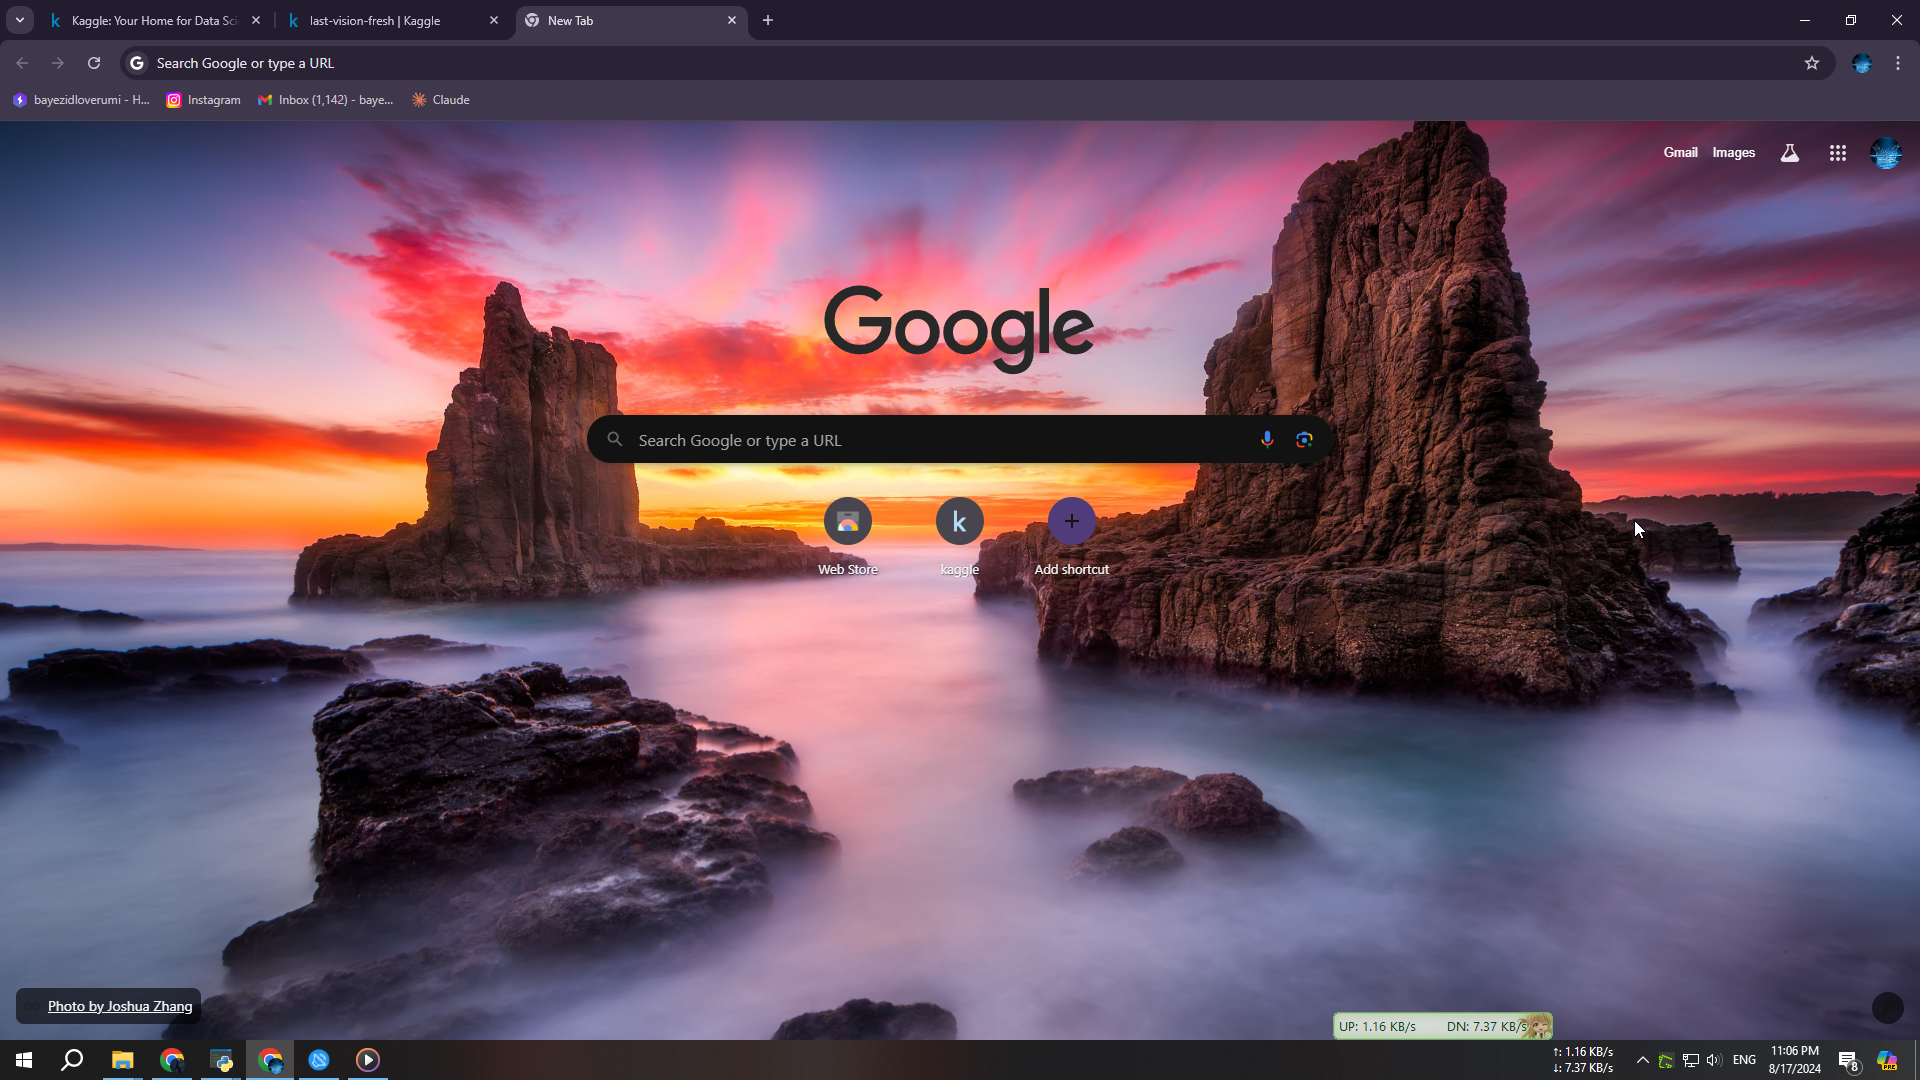 Kaggle: Your Home for Data Sci
last-vision-fresh | Kaggle
New Tab
Search Google or type a URL
bayezidloverumi - H...
Instagram
Inbox (1,142) - baye...
Claude
Gmail
Images
Google
Search Google or type a URL
Web Store
kaggle
Add shortcut
Photo by Joshua Zhang
UP: 1.16 KB/s
DN: 7.37 KB/s
↑: 1.16 KB/s
↓: 7.37 KB/s
ENG
11:06 PM
8/17/2024
8
PRE